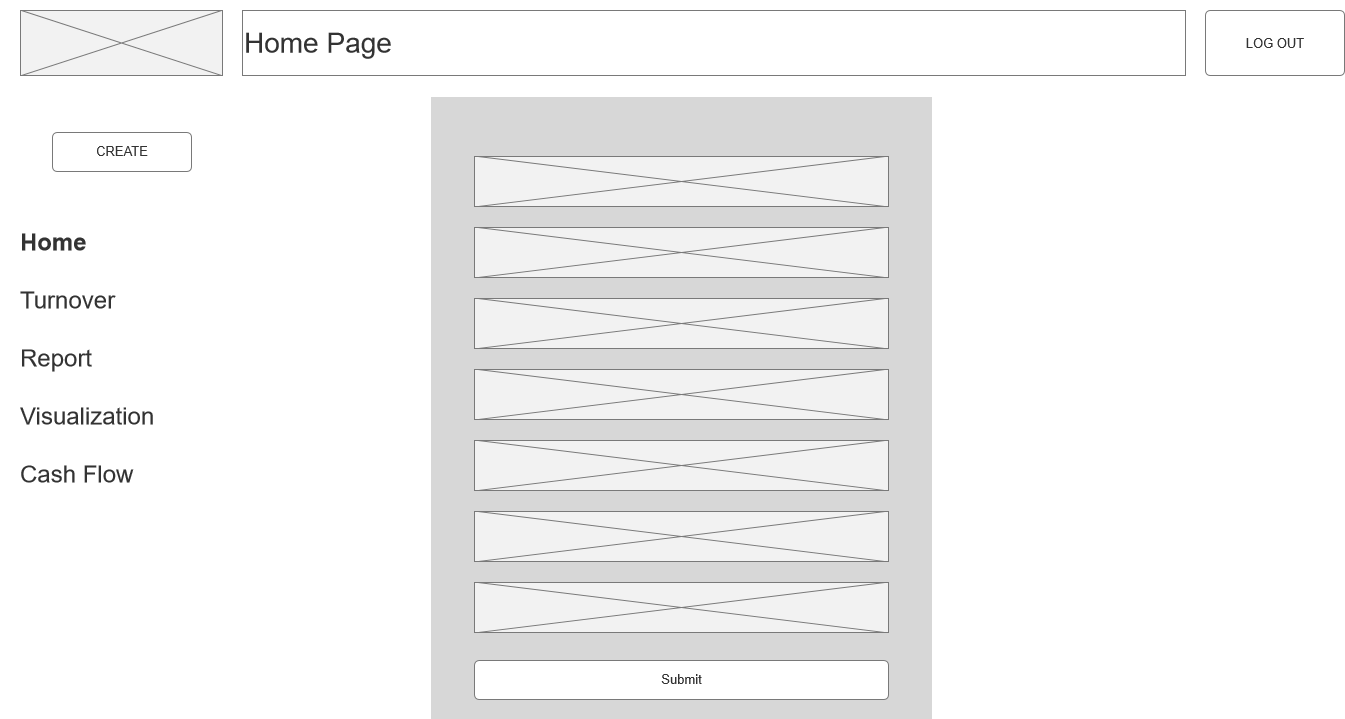 Home Page
LOG OUT
CREATE
Home
Turnover
Report
Visualization
Cash Flow
Submit